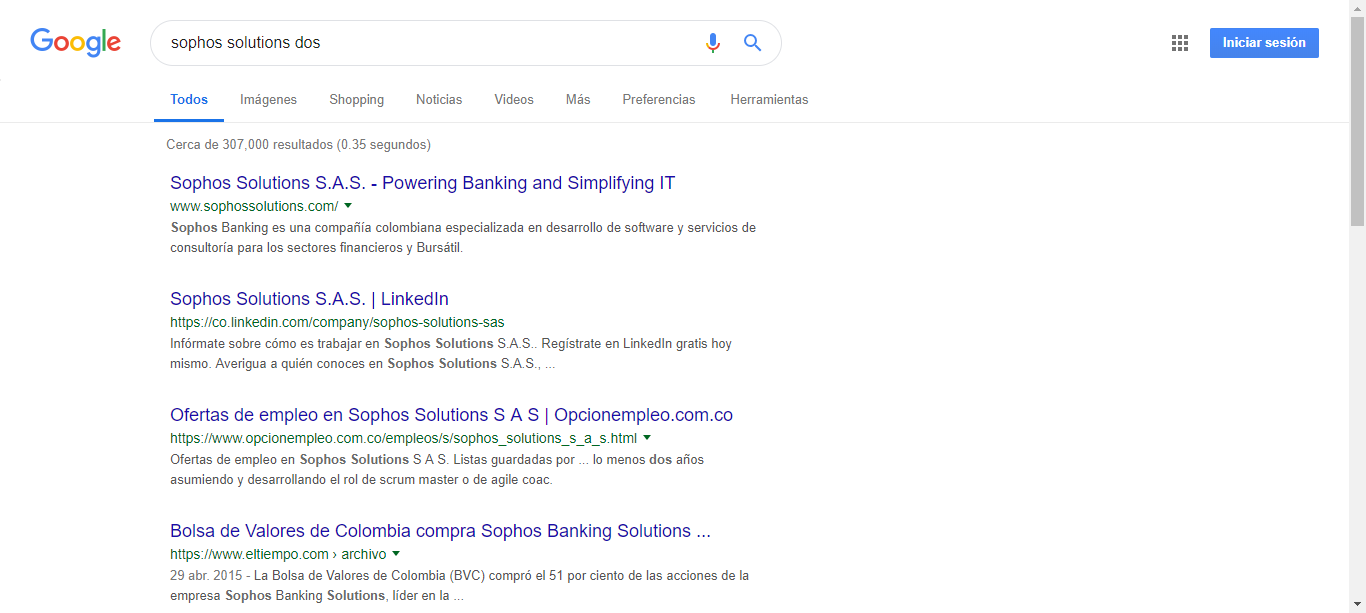 Google
sophos solutions dos
Iniciar sesión
Todos Imágenes Shopping Noticias Videos Más Preferencias Herramientas
Cerca de 307,000 resultados (0.35 segundos)
Sophos Solutions S.A.S. - Powering Banking and Simplifying IT
www.sophossolutions.com/
Sophos Banking es una compañía colombiana especializada en desarrollo de software y servicios de
consultoría para los sectores financieros y Bursátil.
Sophos Solutions S.A.S. | LinkedIn
https://co.linkedin.com/company/sophos-solutions-sas
Infórmate sobre cómo es trabajar en Sophos Solutions S.A.S.. Regístrate en LinkedIn gratis hoy
mismo. Averigua a quién conoces en Sophos Solutions S.A.S., ...
Ofertas de empleo en Sophos Solutions S A S | Opcionempleo.com.co
https://www.opcionempleo.com.co/empleos/s/sophos_solutions_s_a_s.html
Ofertas de empleo en Sophos Solutions S A S. Listas guardadas por ... lo menos dos años
asumiendo y desarrollando el rol de scrum master o de agile coac.
Bolsa de Valores de Colombia compra Sophos Banking Solutions ...
https://www.eltiempo.com › archivo
29 abr. 2015 - La Bolsa de Valores de Colombia (BVC) compró el 51 por ciento de las acciones de la
empresa Sophos Banking Solutions, líder en la ...